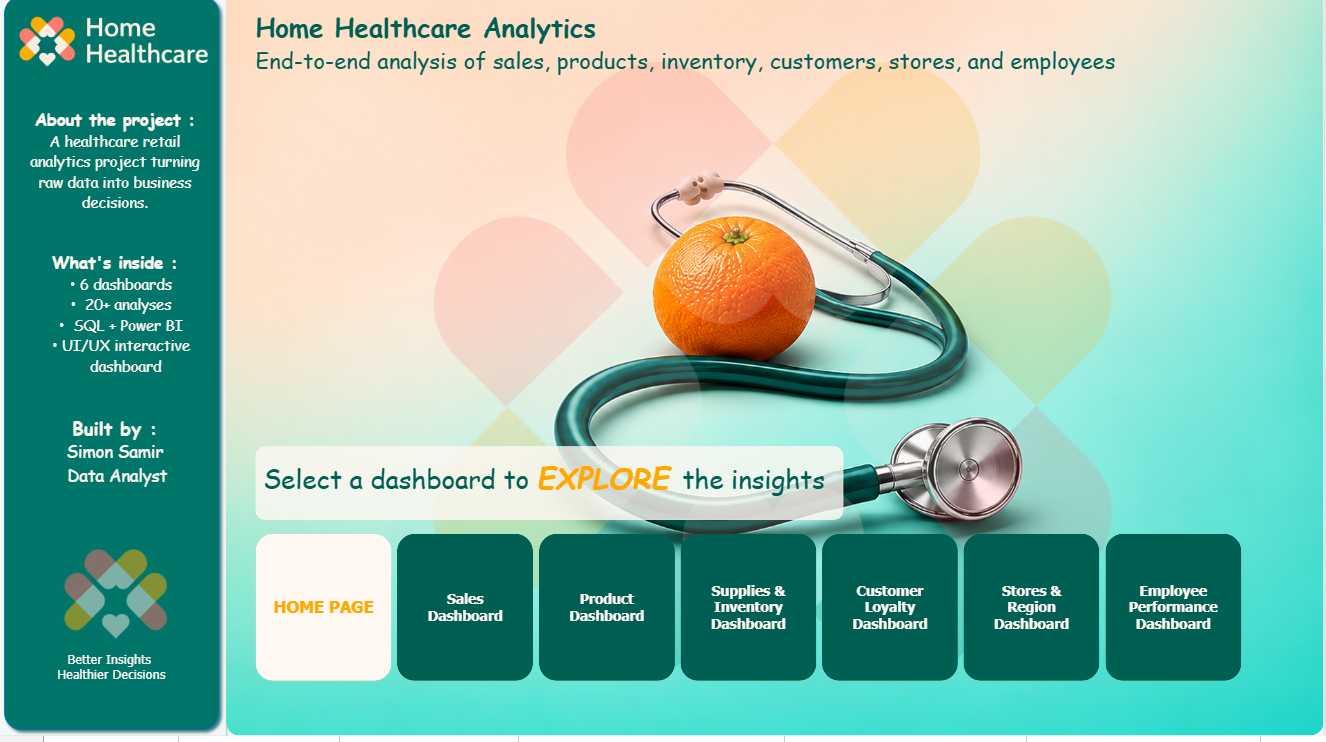 Home
Healthcare
About the project :
A healthcare retail
analytics project turning
raw data into business
decisions.
What's inside :
• 6 dashboards
• 20+ analyses
• SQL + Power BI
• UI/UX interactive
dashboard
Built by :
Simon Samir
Data Analyst
Better Insights
Healthier Decisions
Home Healthcare Analytics
End-to-end analysis of sales, products, inventory, customers, stores, and employees
Select a dashboard to EXPLORE the insights
HOME PAGE
Sales
Dashboard
Product
Dashboard
Supplies &
Inventory
Dashboard
Customer
Loyalty
Dashboard
Stores &
Region
Dashboard
Employee
Performance
Dashboard